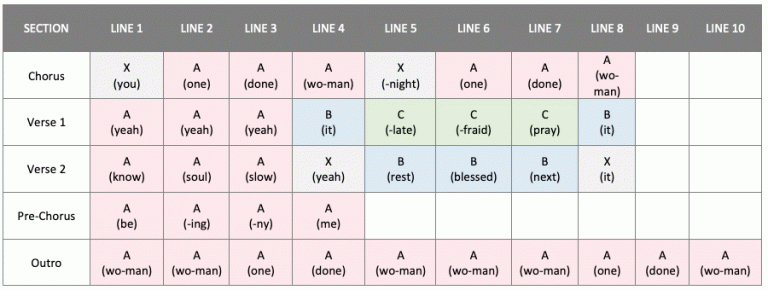 SECTION LINE 1 LINE 2 LINE 3 LINE 4 LINE 5 LINE 6 LINE 7 LINE 8 LINE 9 LINE 10
Chorus X (you) A (one) A (done) A (wo-man) X (-night) A (one) A (done) A (wo-man)
Verse 1 A (yeah) A (yeah) A (yeah) B (it) C (-late) C (-fraid) C (pray) B (it)
Verse 2 A (know) A (soul) A (slow) X (yeah) B (rest) B (blessed) B (next) X (it)
Pre-Chorus A (be) A (-ing) A (-ny) A (me)
Outro A (wo-man) A (wo-man) A (one) A (done) A (wo-man) A (wo-man) A (wo-man) A (one) A (done) A (wo-man)